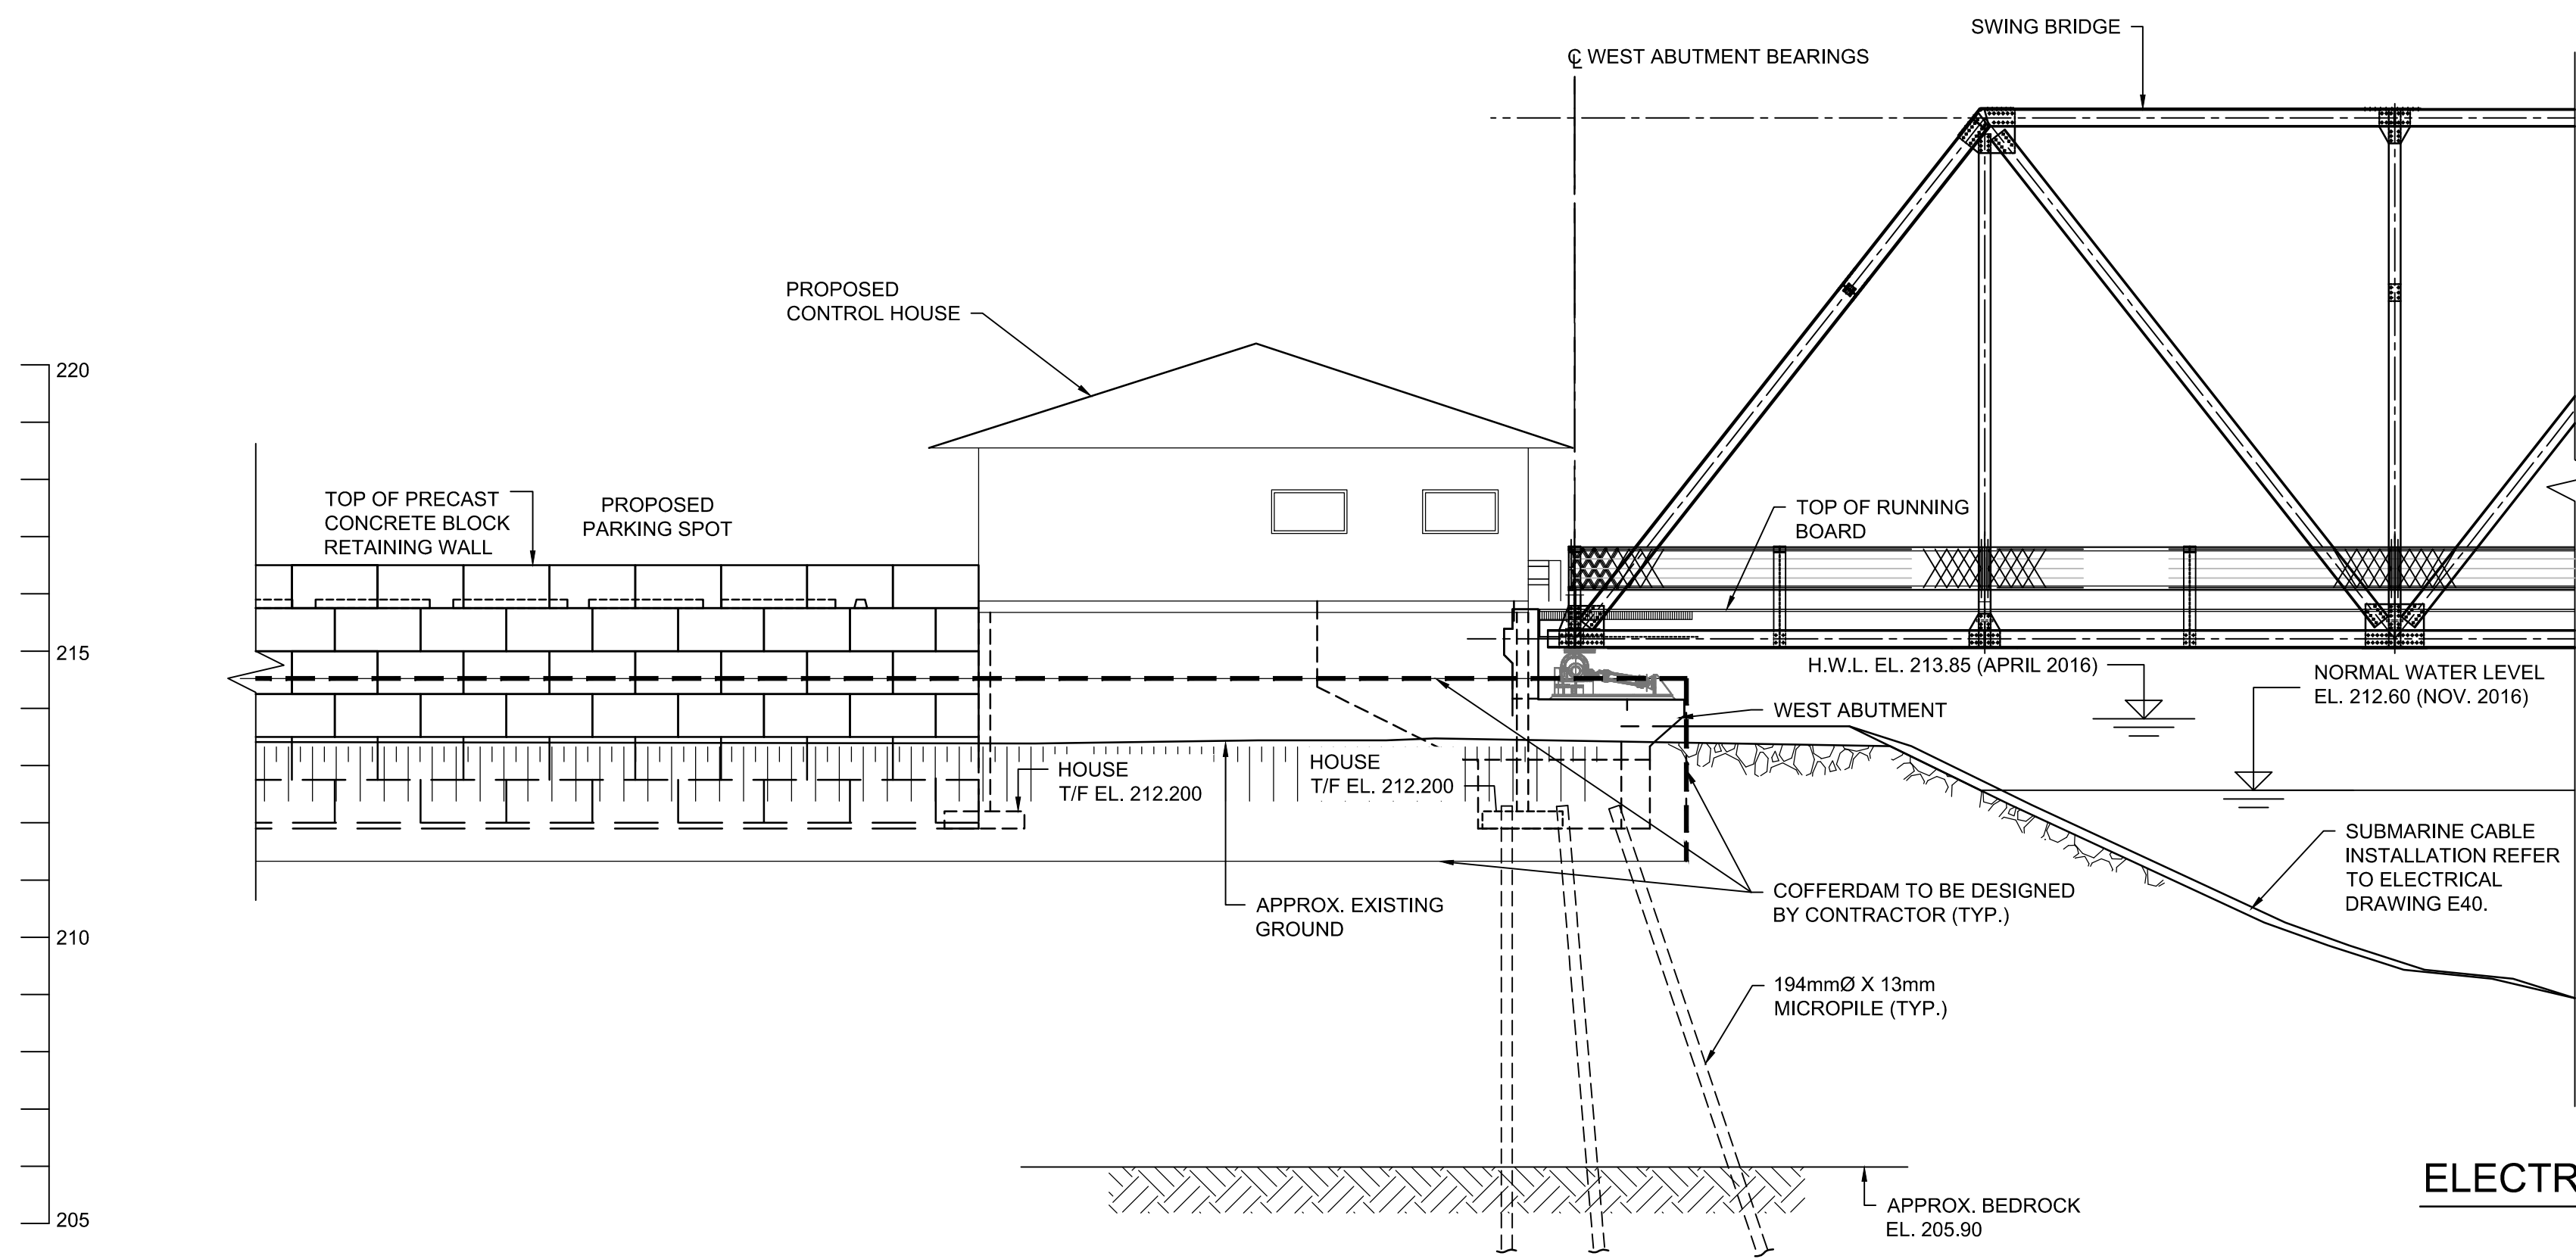 SWING BRIDGE
℄ WEST ABUTMENT BEARINGS
PROPOSED
CONTROL HOUSE
220
TOP OF PRECAST
CONCRETE BLOCK
RETAINING WALL
PROPOSED
PARKING SPOT
TOP OF RUNNING
BOARD
215
H.W.L. EL. 213.85 (APRIL 2016)
NORMAL WATER LEVEL
EL. 212.60 (NOV. 2016)
WEST ABUTMENT
HOUSE
T/F EL. 212.200
HOUSE
T/F EL. 212.200
SUBMARINE CABLE
INSTALLATION REFER
TO ELECTRICAL
DRAWING E40.
COFFERDAM TO BE DESIGNED
BY CONTRACTOR (TYP.)
APPROX. EXISTING
GROUND
210
194mmØ X 13mm
MICROPILE (TYP.)
ELECTR
APPROX. BEDROCK
EL. 205.90
205